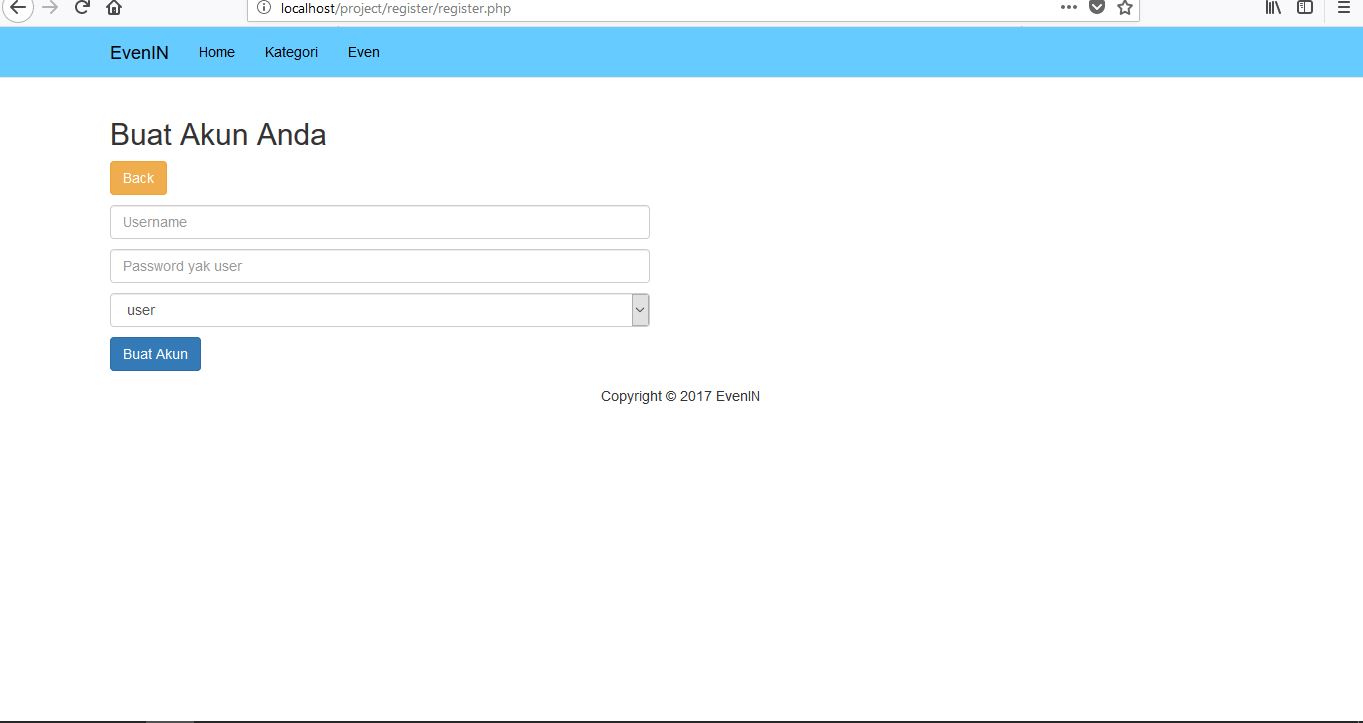 localhost/project/register/register.php
EvenIN Home Kategori Even
Buat Akun Anda
Back
Username
Password yak user
user
Buat Akun
Copyright © 2017 EvenIN